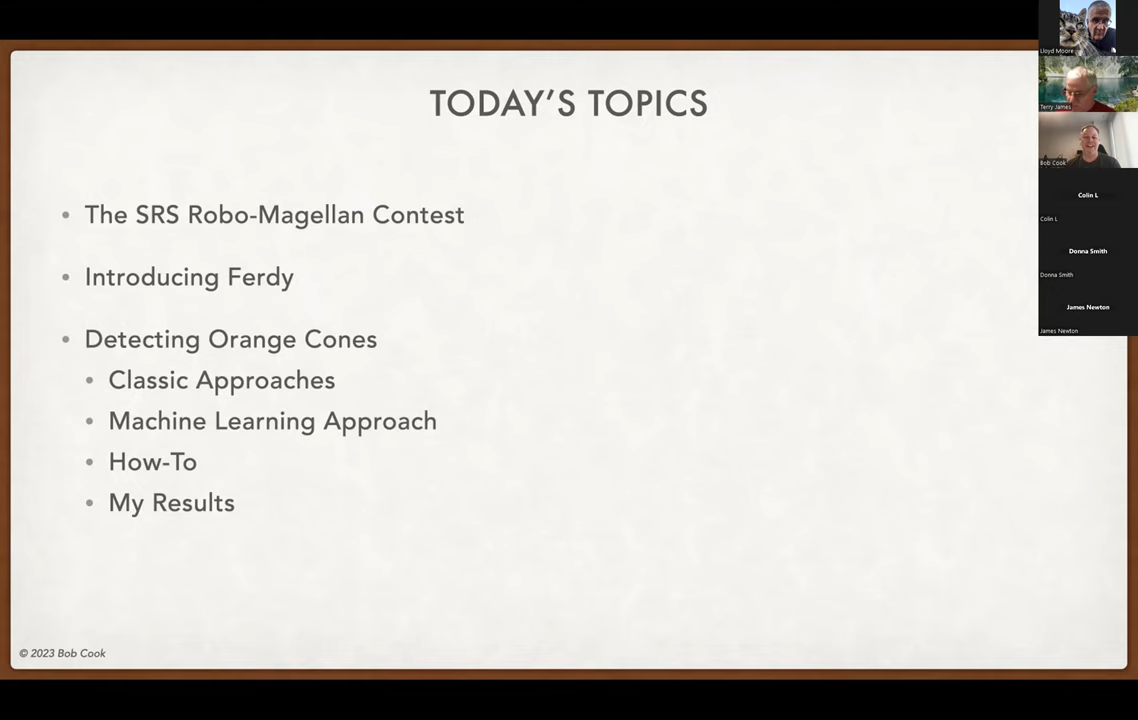 TODAY'S TOPICS
• The SRS Robo-Magellan Contest
• Introducing Ferdy
• Detecting Orange Cones
• Classic Approaches
• Machine Learning Approach
• How-To
• My Results
© 2023 Bob Cook
Lloyd Moore
Terry James
Bob Cook
Colin L
Colin L
Donna Smith
Donna Smith
James Newton
James Newton